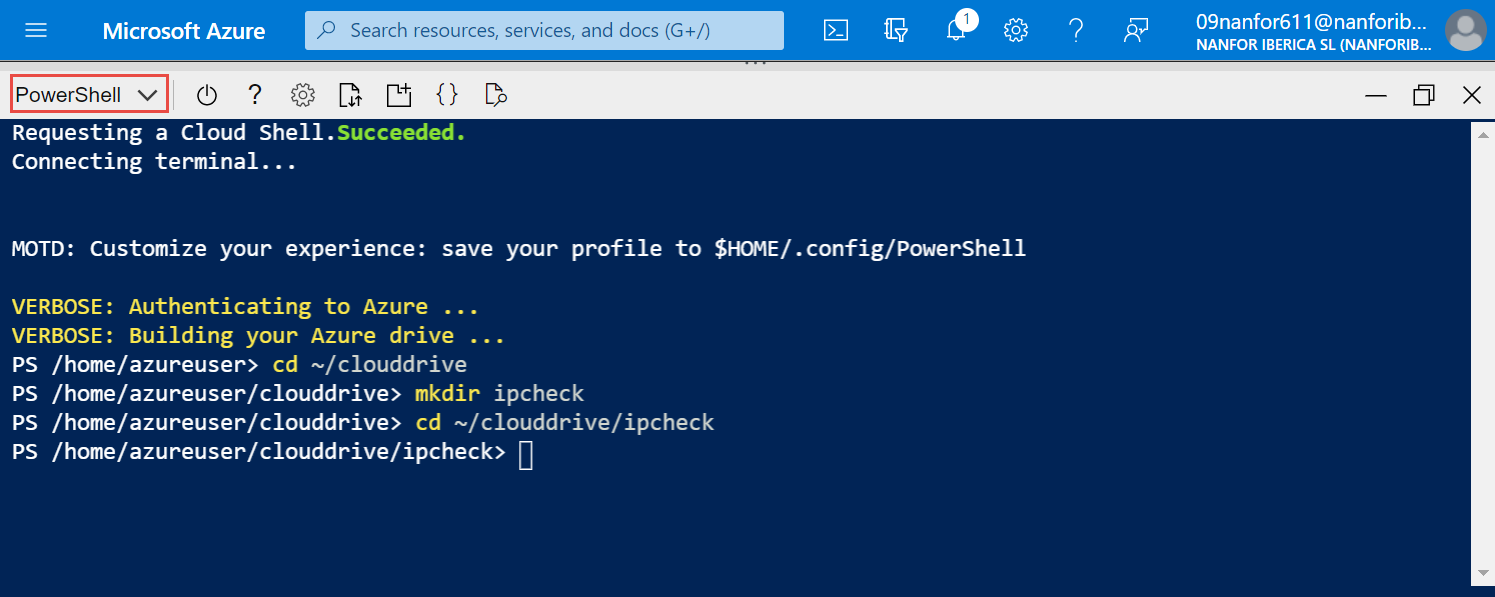 Microsoft Azure
Search resources, services, and docs (G+/)
1
09nanfor611@nanforib...
NANFOR IBERICA SL (NANFORIB...
PowerShell
Requesting a Cloud Shell.Succeeded.
Connecting terminal...
MOTD: Customize your experience: save your profile to $HOME/.config/PowerShell
VERBOSE: Authenticating to Azure ...
VERBOSE: Building your Azure drive ...
PS /home/azureuser> cd ~/clouddrive
PS /home/azureuser/clouddrive> mkdir ipcheck
PS /home/azureuser/clouddrive> cd ~/clouddrive/ipcheck
PS /home/azureuser/clouddrive/ipcheck>